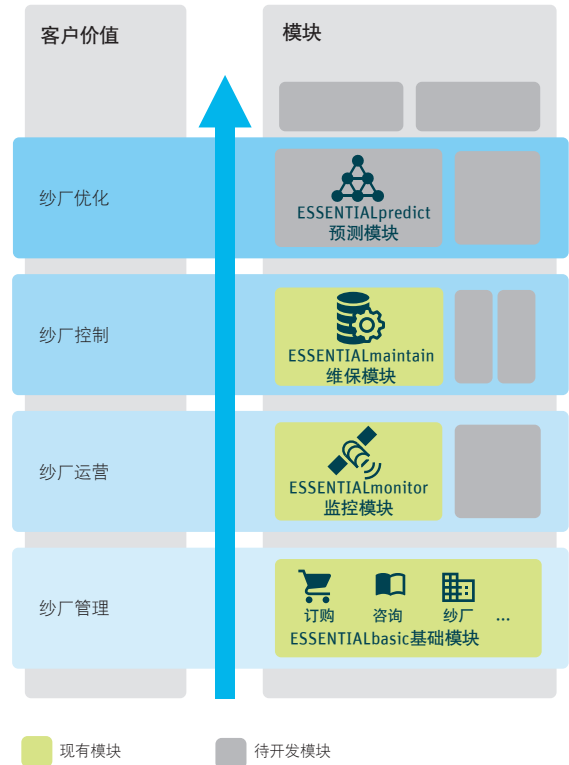 客户价值
模块
纱厂优化
ESSENTIALpredict
预测模块
纱厂控制
ESSENTIALmaintain
维保模块
纱厂运营
ESSENTIALmonitor
监控模块
纱厂管理
订购 咨询 纱厂 ...
ESSENTIALbasic基础模块
现有模块
待开发模块